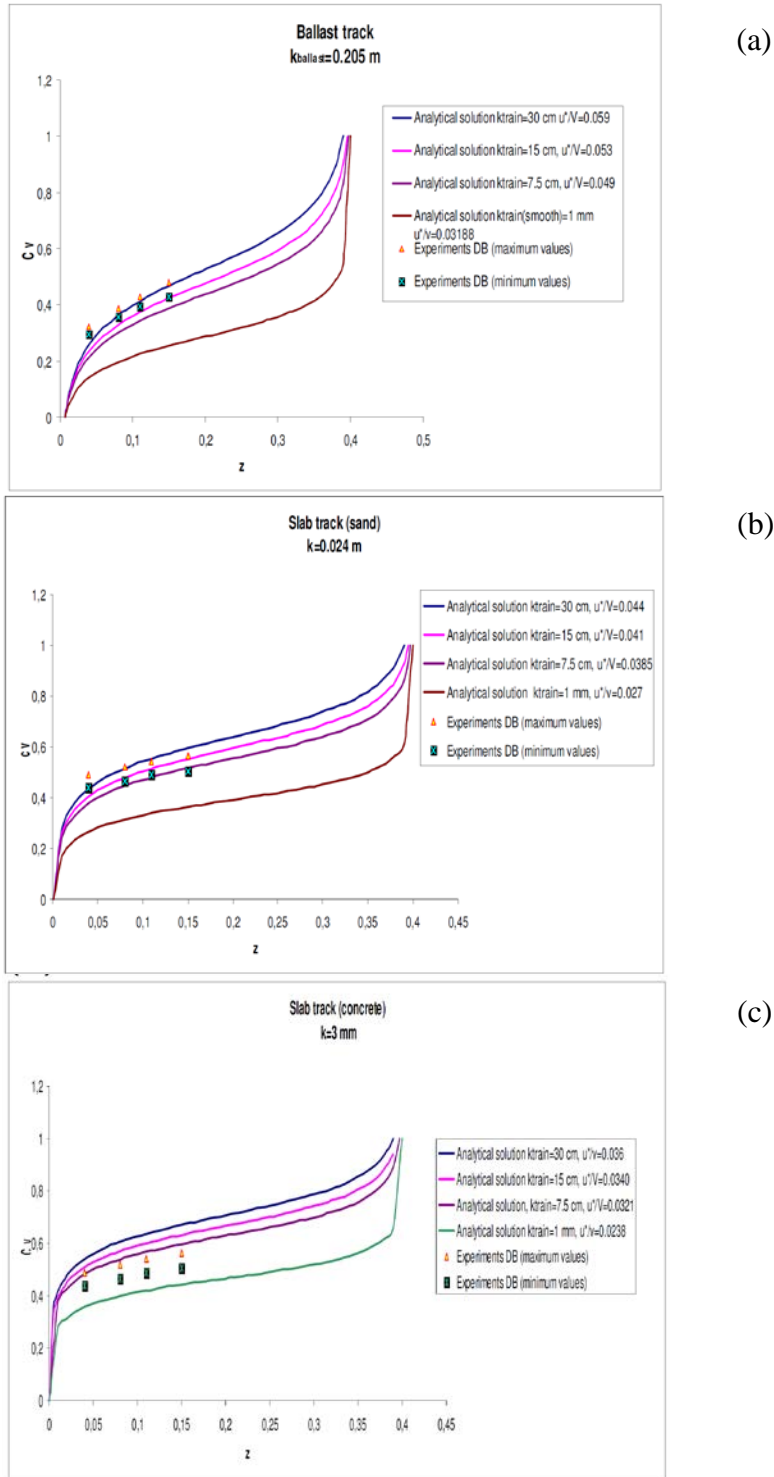 Ballast track
kballast=0.205 m
(a)
1,2
1
0,8
0,6
0,4
0,2
0
Cv
0
0,1
0,2
0,3
0,4
0,5
z
Analytical solution ktrain=30 cm u*/V=0.059
Analytical solution ktrain=15 cm, u*/V=0.053
Analytical solution ktrain=7.5 cm, u*/V=0.049
Analytical solution ktrain(smooth)=1 mm
u*/v=0.03188
Experiments DB (maximum values)
Experiments DB (minimum values)
Slab track (sand)
k=0.024 m
(b)
1,2
1
0,8
0,6
0,4
0,2
0
Cv
0
0,05
0,1
0,15
0,2
0,25
0,3
0,35
0,4
0,45
z
Analytical solution ktrain=30 cm, u*/V=0.044
Analytical solution ktrain=15 cm, u*/V=0.041
Analytical solution ktrain=7.5 cm, u*/V=0.0385
Analytical solution ktrain=1 mm, u*/v=0.027
Experiments DB (maximum values)
Experiments DB (minimum values)
Slab track (concrete)
k=3 mm
(c)
1,2
1
0,8
0,6
0,4
0,2
0
C_v
0
0,05
0,1
0,15
0,2
0,25
0,3
0,35
0,4
0,45
z
Analytical solution ktrain=30 cm, u*/v=0.036
Analytical solution ktrain=15 cm, u*/V=0.0340
Analytical solution, ktrain=7.5 cm, u*/V=0.0321
Analytical solution ktrain=1 mm, u*/v=0.0238
Experiments DB (maximum values)
Experiments DB (minimum values)